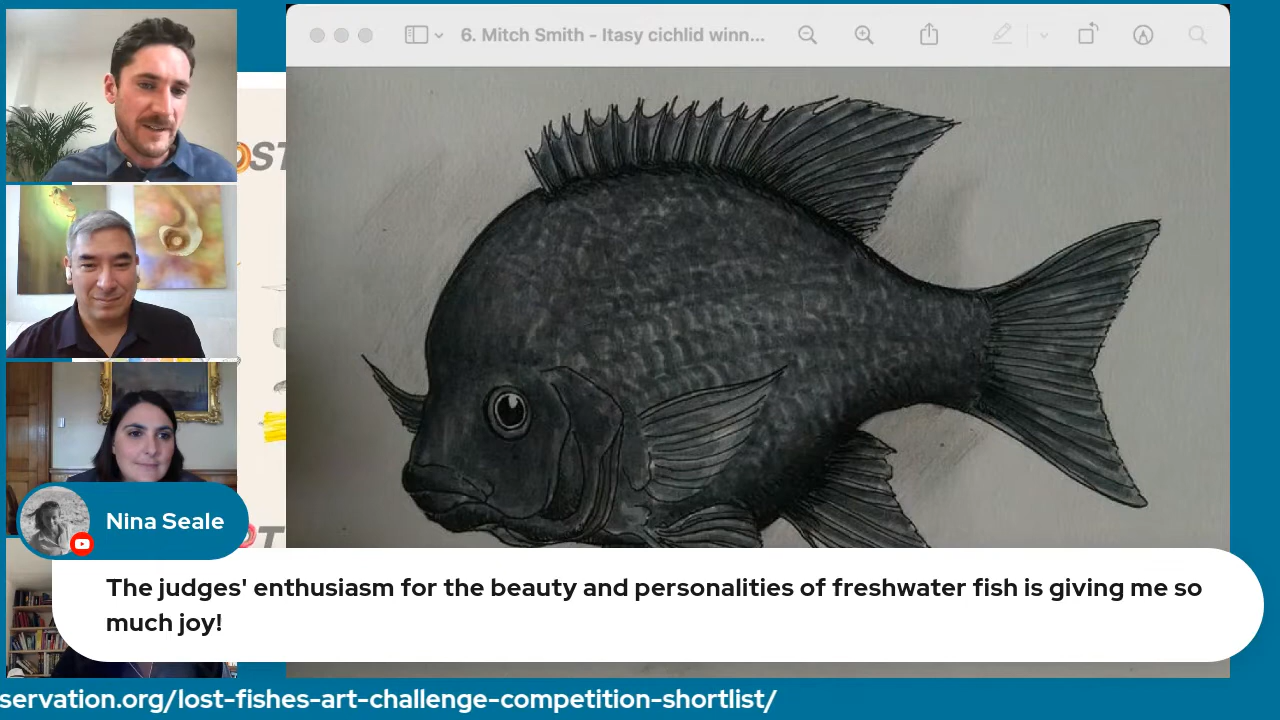 6. Mitch Smith - Itasy cichlid winn...
OST
Nina Seale
The judges' enthusiasm for the beauty and personalities of freshwater fish is giving me so
much joy!
servation.org/lost-fishes-art-challenge-competition-shortlist/